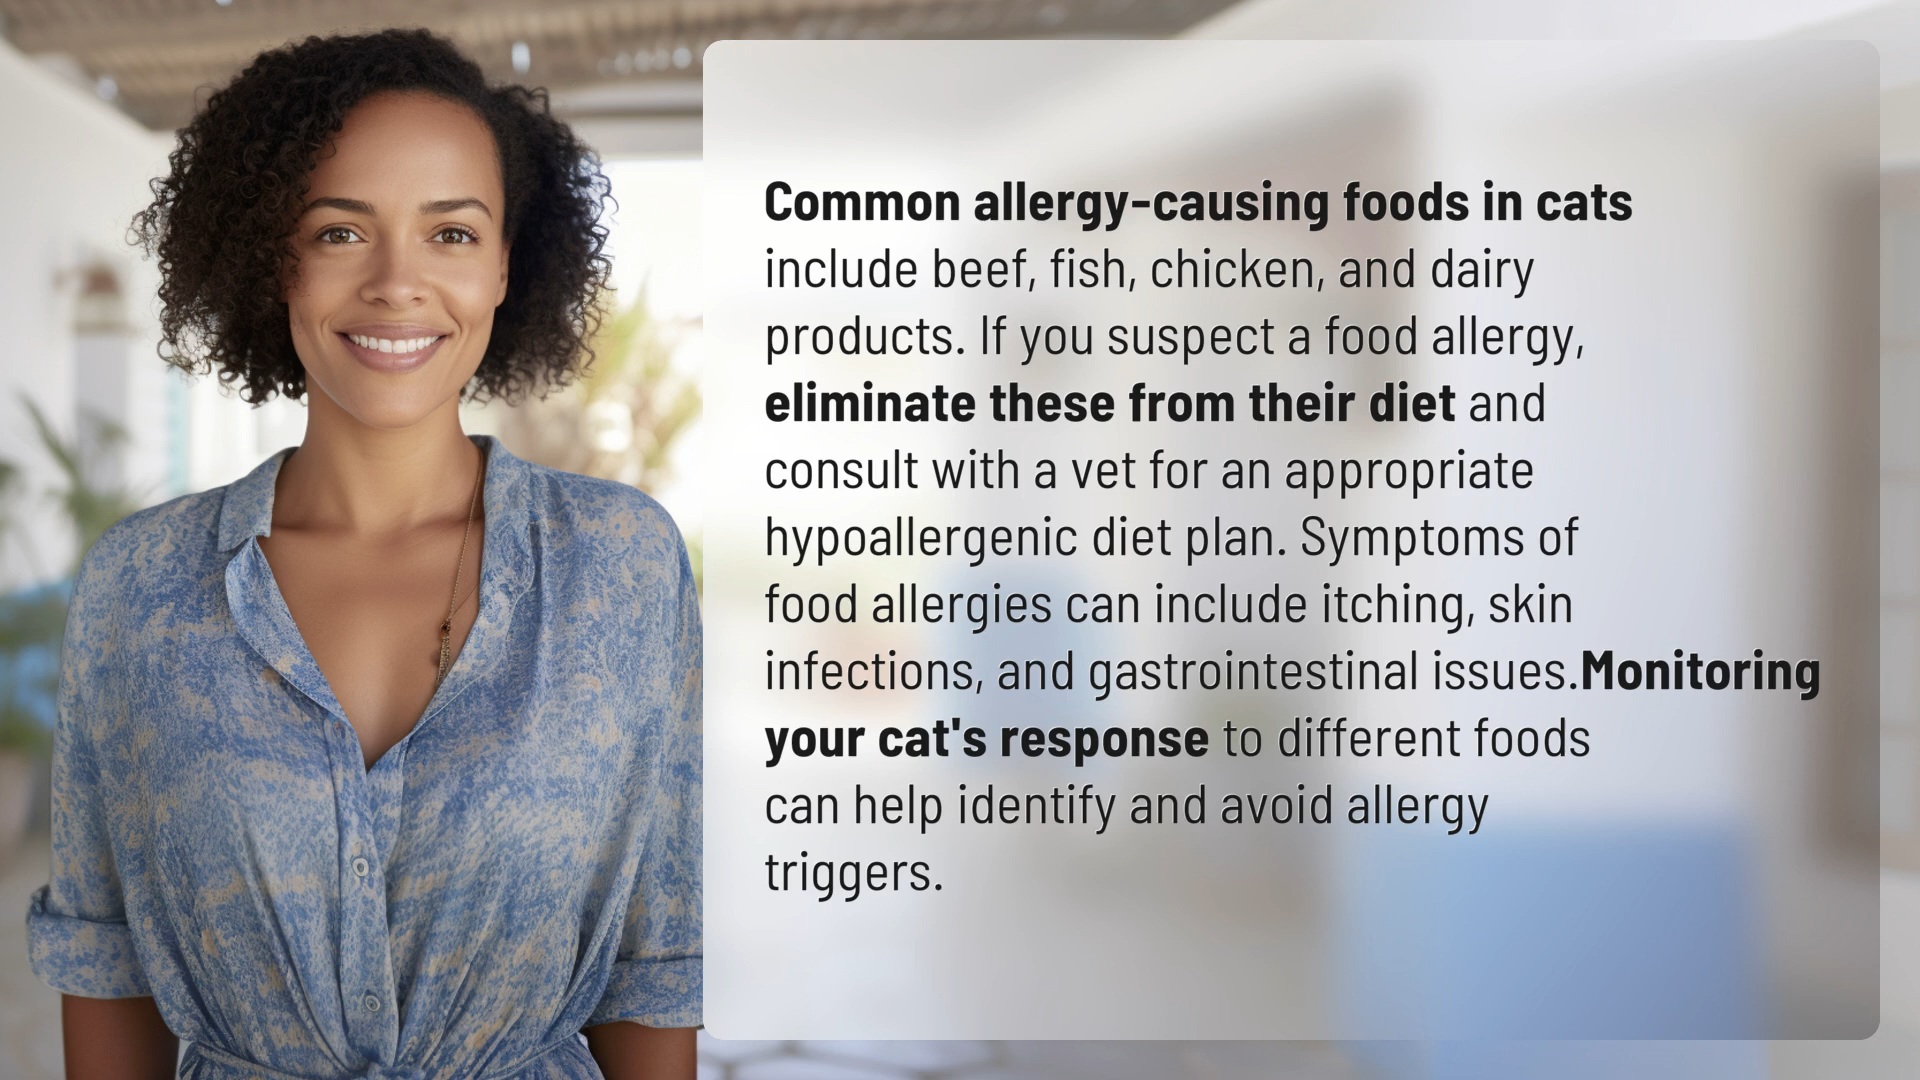 Common allergy-causing foods in cats
include beef, fish, chicken, and dairy
products. If you suspect a food allergy,
eliminate these from their diet and
consult with a vet for an appropriate
hypoallergenic diet plan. Symptoms of
food allergies can include itching, skin
infections, and gastrointestinal issues.Monitoring
your cat's response to different foods
can help identify and avoid allergy
triggers.